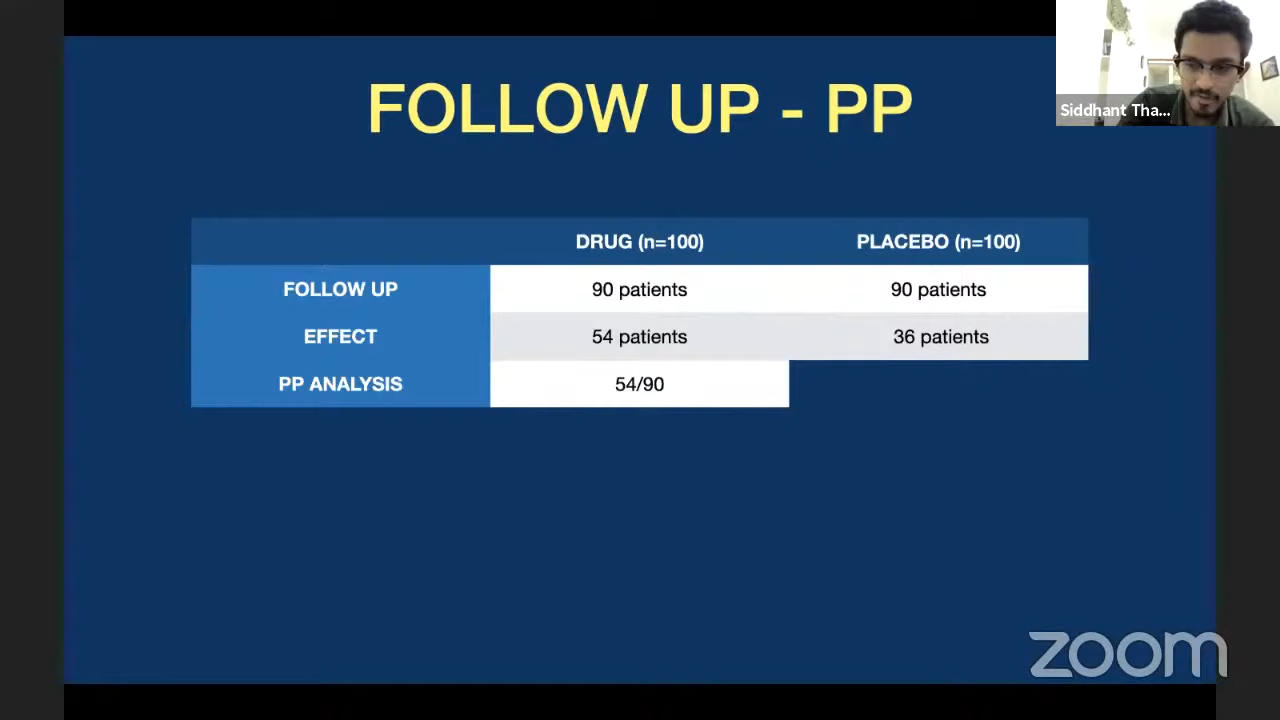 FOLLOW UP - PP
Siddhant Tha...
DRUG (n=100) PLACEBO (n=100)
FOLLOW UP 90 patients 90 patients
EFFECT 54 patients 36 patients
PP ANALYSIS 54/90
zoom